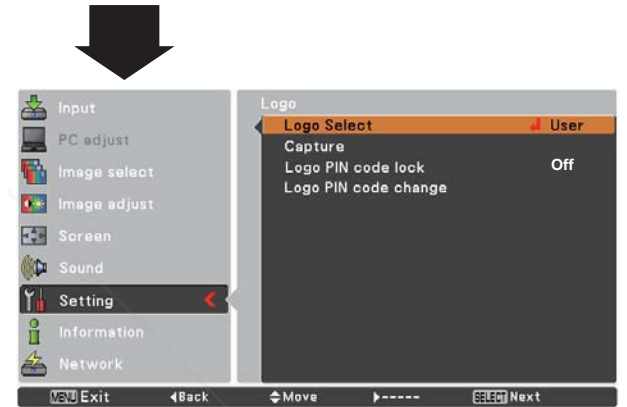 Input
PC adjust
Image select
Image adjust
Screen
Sound
Setting
Information
Network
Logo
Logo Select User
Capture
Logo PIN code lock Off
Logo PIN code change
MENU Exit Back Move ----- SELECT Next